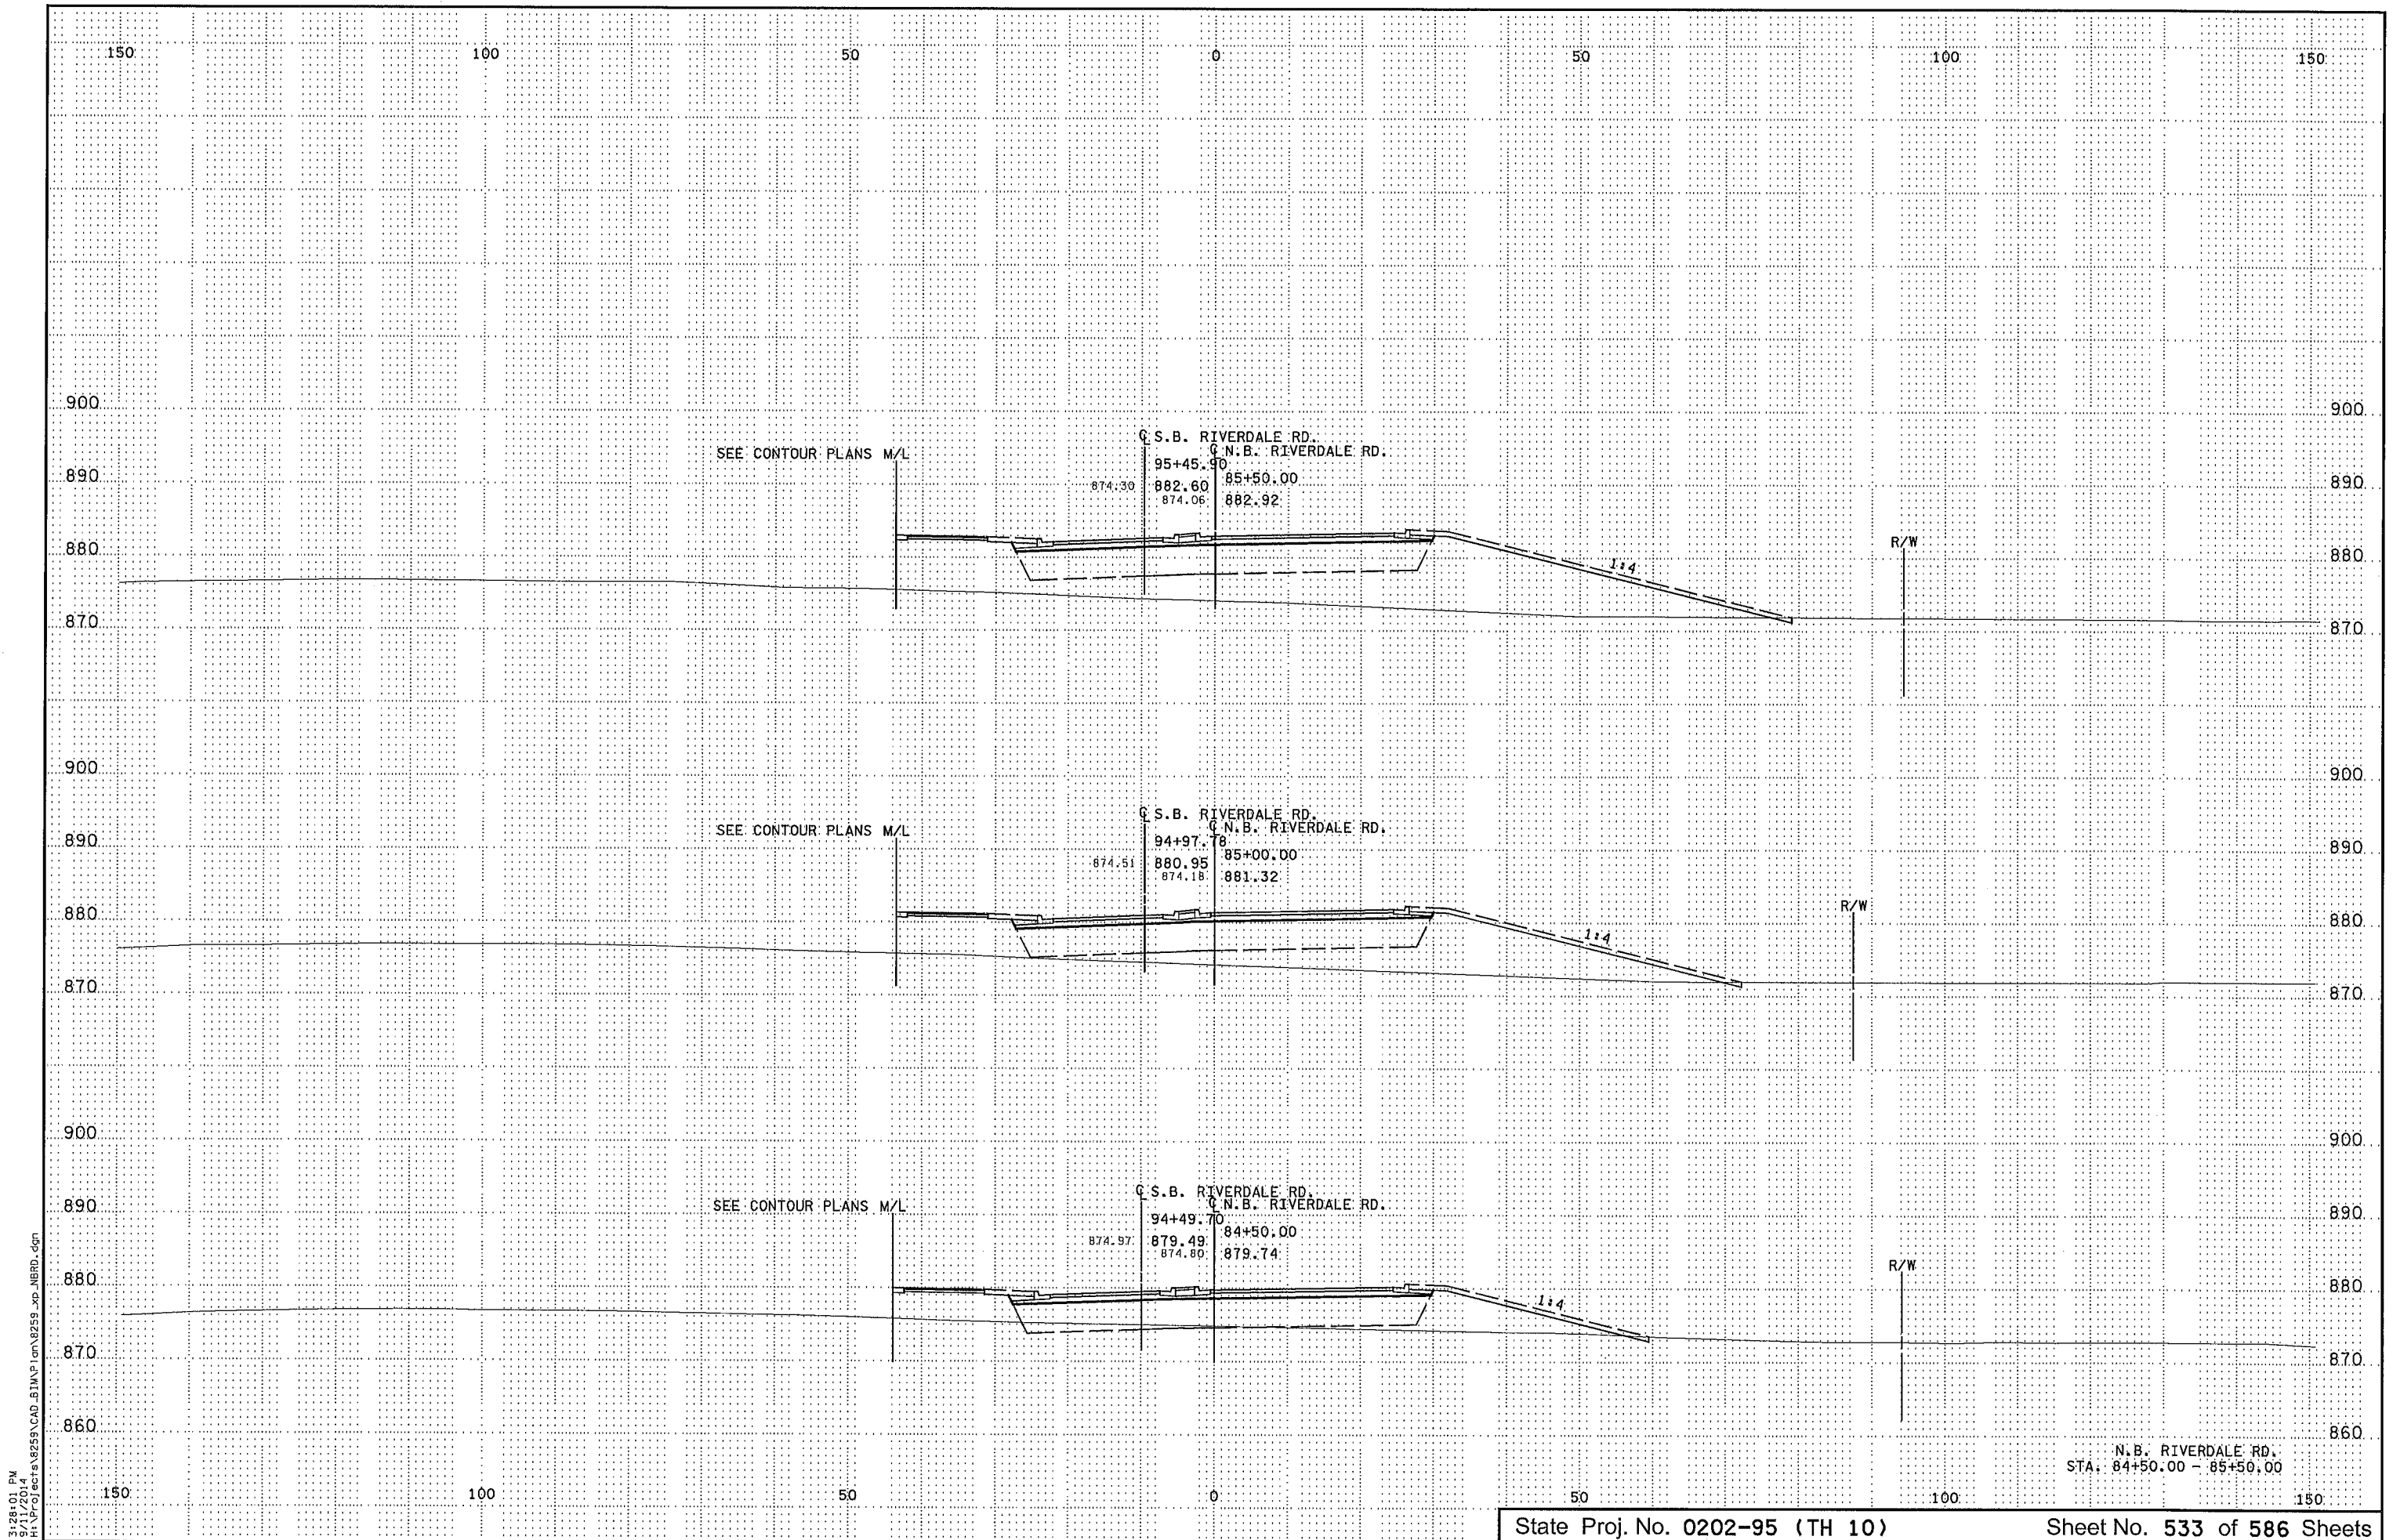 150 100 50 0 50 100 150
900 900
S.B. RIVERDALE RD.
SEE CONTOUR PLANS M/L N.B. RIVERDALE RD.
95+45.90
890 85+50.00 890
874.30 882.60
874.06 882.92
880 R/W 880
1:4
870 870
900 900
S.B. RIVERDALE RD.
SEE CONTOUR PLANS M/L N.B. RIVERDALE RD.
94+97.78
890 85+00.00 890
874.51 880.95
874.18 881.32
880 R/W 880
1:4
870 870
900 900
S.B. RIVERDALE RD.
SEE CONTOUR PLANS M/L N.B. RIVERDALE RD.
890 94+49.70 890
84+50.00
874.97 879.49
874.80 879.74
R/W
880 880
1:4
870 870
860 860
N.B. RIVERDALE RD.
STA. 84+50.00 - 85+50.00
150 100 50 0 50 100 150
State Proj. No. 0202-95 (TH 10) Sheet No. 533 of 586 Sheets
3:28:01 PM
9/11/2014
H:\Projects\8259\CAD_BIM\Plan\8259_xp_NBRD.dgn